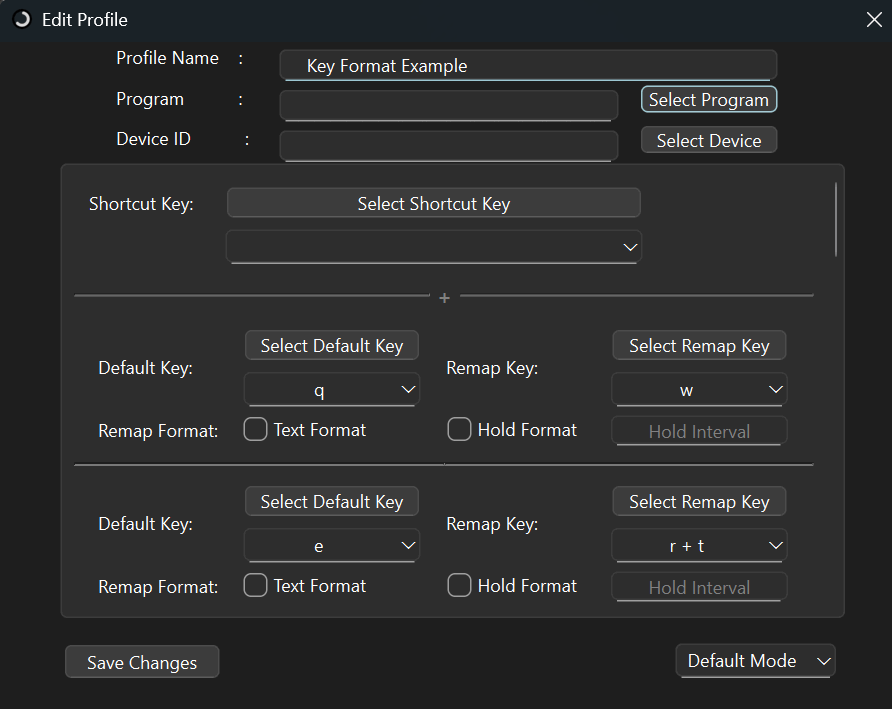 Edit Profile
Profile Name :
Key Format Example
Program :
Select Program
Device ID :
Select Device
Shortcut Key:
Select Shortcut Key
+
Select Default Key
Select Remap Key
Default Key:
Remap Key:
q
w
Remap Format:
Text Format
Hold Format
Hold Interval
Select Default Key
Select Remap Key
Default Key:
Remap Key:
e
r + t
Remap Format:
Text Format
Hold Format
Hold Interval
Save Changes
Default Mode